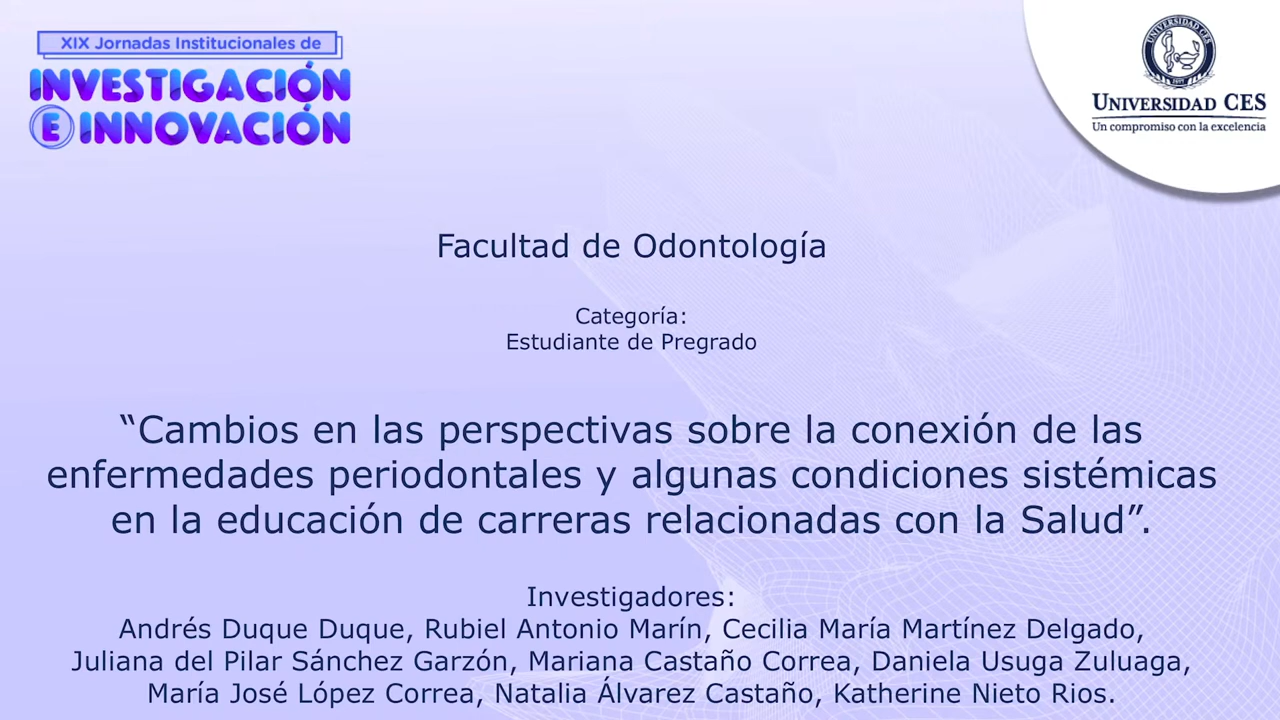 XIX Jornadas Institucionales de
INVESTIGACIÓN
E INNOVACIÓN
UNIVERSIDAD CES
UNIVERSIDAD CES
Un compromiso con la excelencia
Facultad de Odontología
Categoría:
Estudiante de Pregrado
“Cambios en las perspectivas sobre la conexión de las
enfermedades periodontales y algunas condiciones sistémicas
en la educación de carreras relacionadas con la Salud”.
Investigadores:
Andrés Duque Duque, Rubiel Antonio Marín, Cecilia María Martínez Delgado,
Juliana del Pilar Sánchez Garzón, Mariana Castaño Correa, Daniela Usuga Zuluaga,
María José López Correa, Natalia Álvarez Castaño, Katherine Nieto Rios.